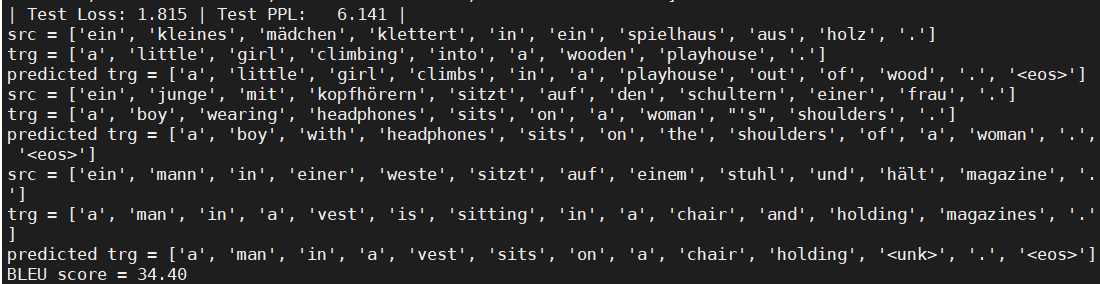 | Test Loss: 1.815 | Test PPL:   6.141 |
src = ['ein', 'kleines', 'mädchen', 'klettert', 'in', 'ein', 'spielhaus', 'aus', 'holz', '.']
trg = ['a', 'little', 'girl', 'climbing', 'into', 'a', 'wooden', 'playhouse', '.']
predicted trg = ['a', 'little', 'girl', 'climbs', 'in', 'a', 'playhouse', 'out', 'of', 'wood', '.', '<eos>']
src = ['ein', 'junge', 'mit', 'kopfhörern', 'sitzt', 'auf', 'den', 'schultern', 'einer', 'frau', '.']
trg = ['a', 'boy', 'wearing', 'headphones', 'sits', 'on', 'a', 'woman', "'s", 'shoulders', '.']
predicted trg = ['a', 'boy', 'with', 'headphones', 'sits', 'on', 'the', 'shoulders', 'of', 'a', 'woman', '.',
'<eos>']
src = ['ein', 'mann', 'in', 'einer', 'weste', 'sitzt', 'auf', 'einem', 'stuhl', 'und', 'hält', 'magazine', '.
']
trg = ['a', 'man', 'in', 'a', 'vest', 'is', 'sitting', 'in', 'a', 'chair', 'and', 'holding', 'magazines', '.'
]
predicted trg = ['a', 'man', 'in', 'a', 'vest', 'sits', 'on', 'a', 'chair', 'holding', '<unk>', '.', '<eos>']
BLEU score = 34.40